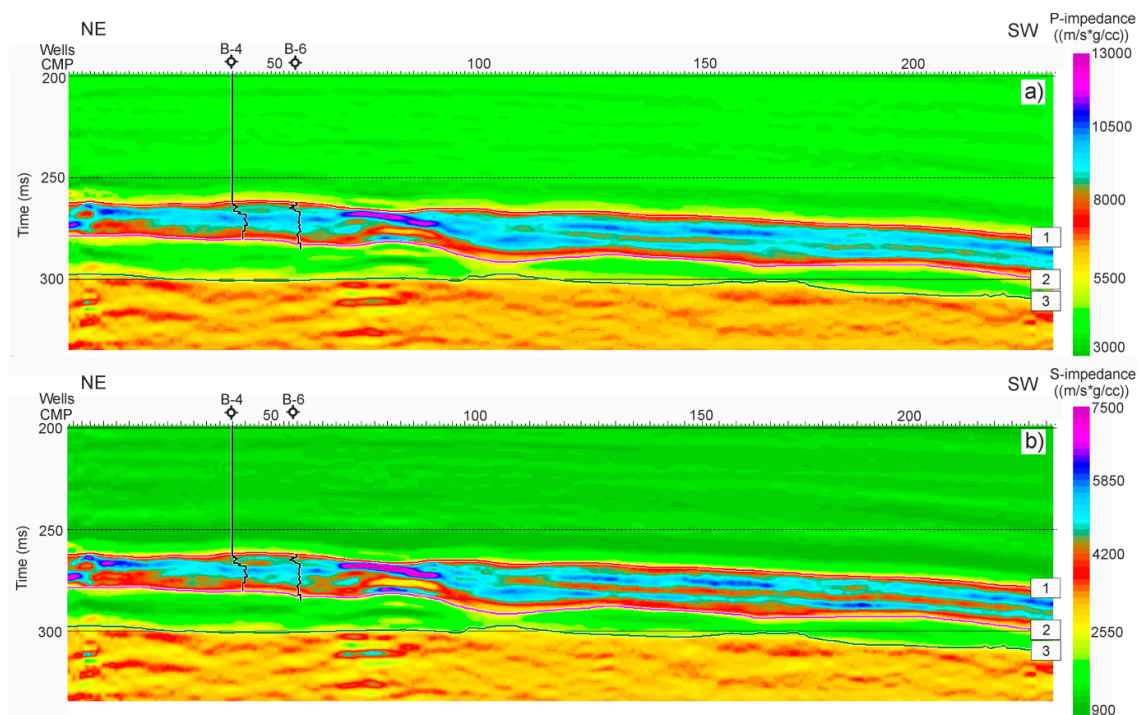 NE SW P-impedance
((m/s*g/cc)
Wells B-4 B-6
CMP 50 100 150 200
13000
10500
8000
5500
3000
a)
200
250
300
Time (ms)
1
2
3
NE SW S-impedance
((m/s*g/cc)
Wells B-4 B-6
CMP 50 100 150 200
7500
5850
4200
2550
900
b)
200
250
300
Time (ms)
1
2
3